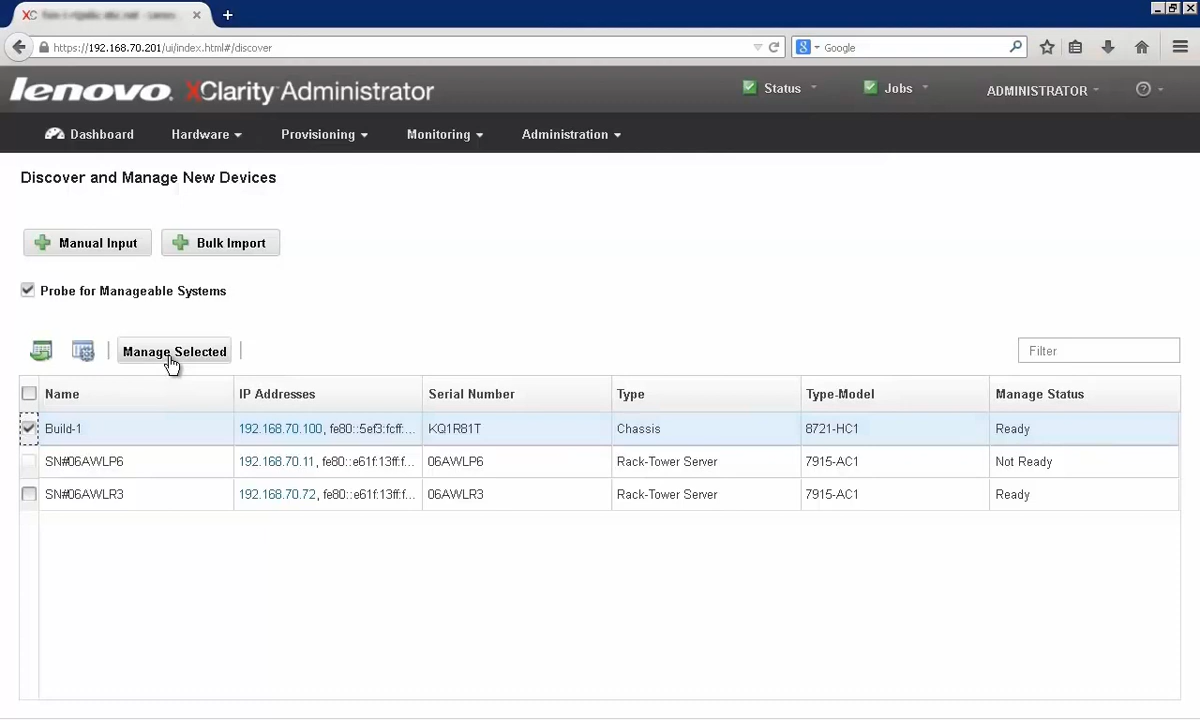 https://192.168.70.201/ui/index.html#/discover
Google
lenovo. XClarity Administrator
Status
Jobs
ADMINISTRATOR
Dashboard
Hardware
Provisioning
Monitoring
Administration
Discover and Manage New Devices
Manual Input
Bulk Import
Probe for Manageable Systems
Manage Selected
Filter
Name IP Addresses Serial Number Type Type-Model Manage Status
Build-1 192.168.70.100, fe80::5ef3:fcff:... KQ1R81T Chassis 8721-HC1 Ready
SN#06AWLP6 192.168.70.11, fe80::e61f:13ff:f... 06AWLP6 Rack-Tower Server 7915-AC1 Not Ready
SN#06AWLR3 192.168.70.72, fe80::e61f:13ff:f... 06AWLR3 Rack-Tower Server 7915-AC1 Ready